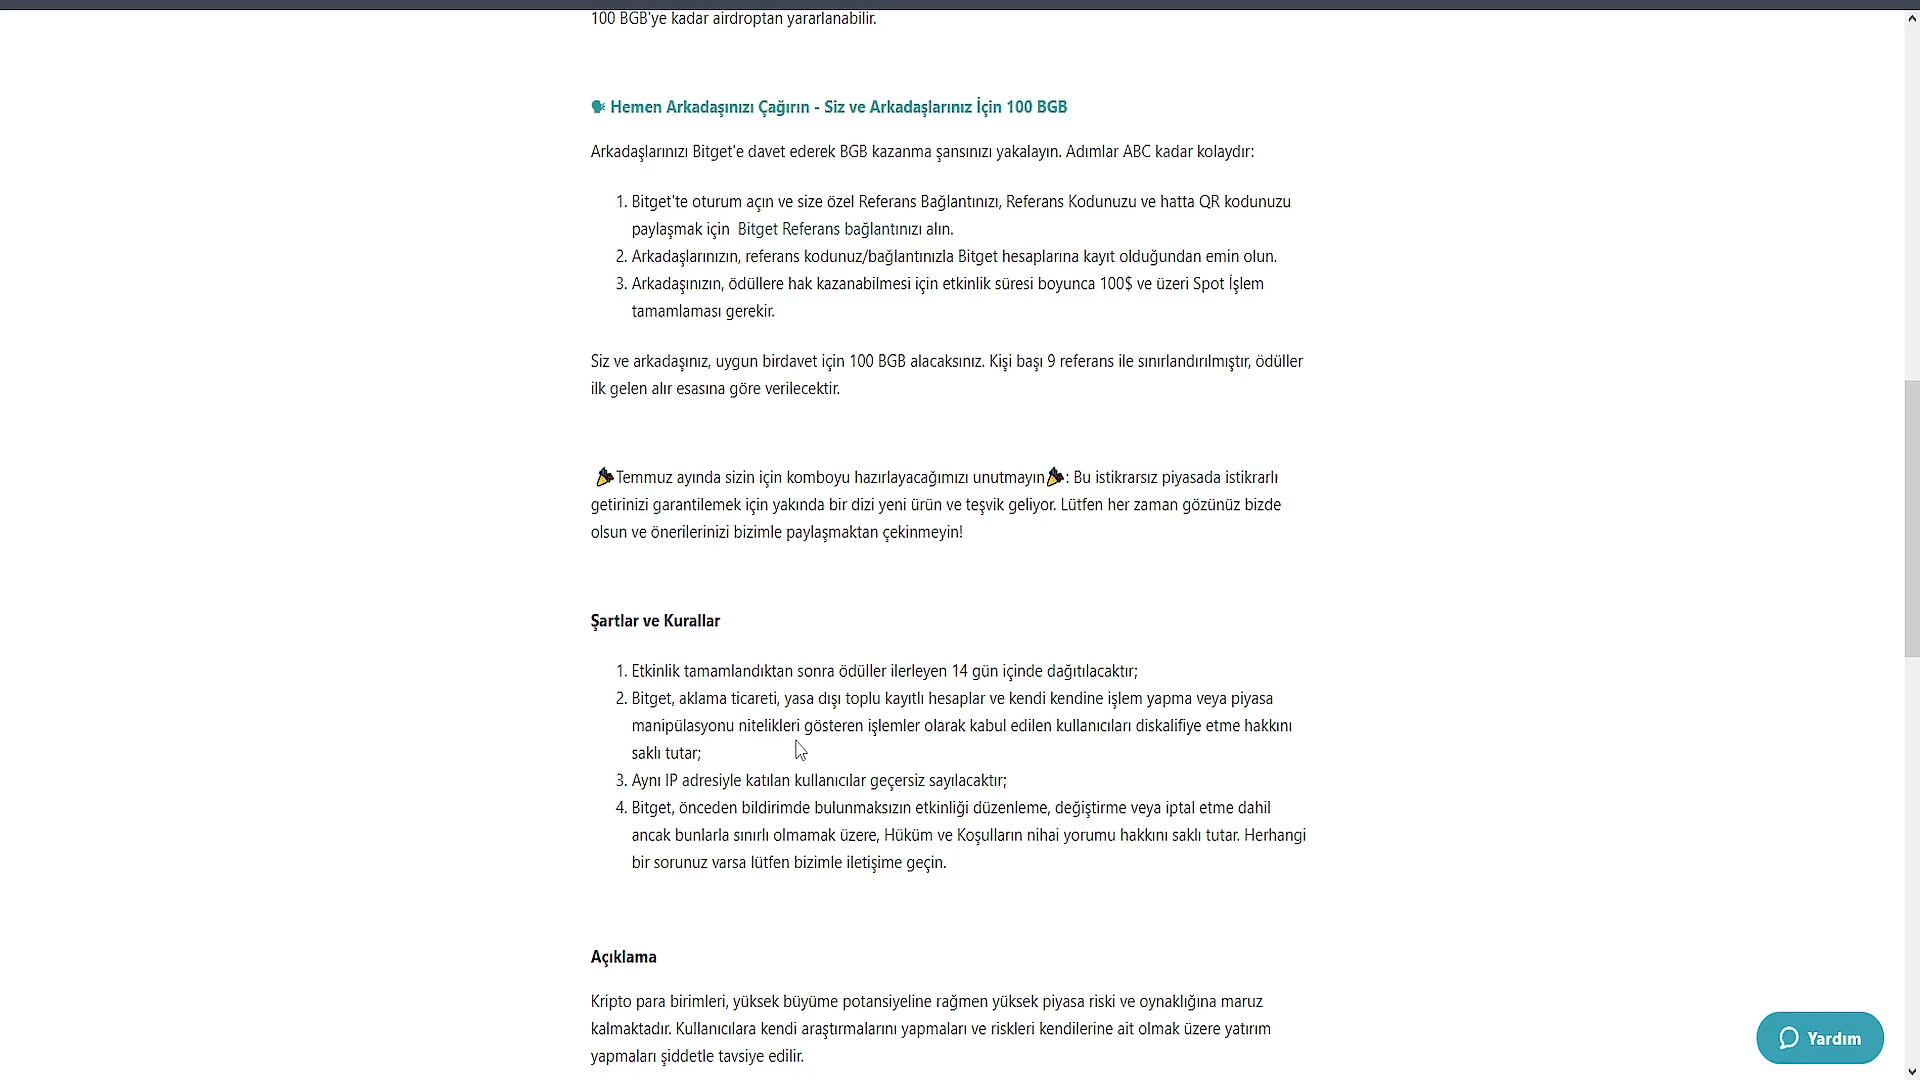 100 BGB'ye kadar airdroptan yararlanabilir.
Hemen Arkadaşınızı Çağırın - Siz ve Arkadaşlarınız İçin 100 BGB
Arkadaşlarınızı Bitget'e davet ederek BGB kazanma şansınızı yakalayın. Adımlar ABC kadar kolaydır:
1. Bitget'te oturum açın ve size özel Referans Bağlantınızı, Referans Kodunuzu ve hatta QR kodunuzu
paylaşmak için Bitget Referans bağlantınızı alın.
2. Arkadaşlarınızın, referans kodunuz/bağlantınızla Bitget hesaplarına kayıt olduğundan emin olun.
3. Arkadaşınızın, ödüllere hak kazanabilmesi için etkinlik süresi boyunca 100$ ve üzeri Spot İşlem
tamamlaması gerekir.
Siz ve arkadaşınız, uygun birdavet için 100 BGB alacaksınız. Kişi başı 9 referans ile sınırlandırılmıştır, ödüller
ilk gelen alır esasına göre verilecektir.
Temmuz ayında sizin için komboyu hazırlayacağımızı unutmayın: Bu istikrarsız piyasada istikrarlı
getirinizi garantilemek için yakında bir dizi yeni ürün ve teşvik geliyor. Lütfen her zaman gözünüz bizde
olsun ve önerilerinizi bizimle paylaşmaktan çekinmeyin!
Şartlar ve Kurallar
1. Etkinlik tamamlandıktan sonra ödüller ilerleyen 14 gün içinde dağıtılacaktır;
2. Bitget, aklama ticareti, yasa dışı toplu kayıtlı hesaplar ve kendi kendine işlem yapma veya piyasa
manipülasyonu nitelikleri gösteren işlemler olarak kabul edilen kullanıcıları diskalifiye etme hakkını
saklı tutar;
3. Aynı IP adresiyle katılan kullanıcılar geçersiz sayılacaktır;
4. Bitget, önceden bildirimde bulunmaksızın etkinliği düzenleme, değiştirme veya iptal etme dahil
ancak bunlarla sınırlı olmamak üzere, Hüküm ve Koşulların nihai yorumu hakkını saklı tutar. Herhangi
bir sorunuz varsa lütfen bizimle iletişime geçin.
Açıklama
Kripto para birimleri, yüksek büyüme potansiyeline rağmen yüksek piyasa riski ve oynaklığına maruz
kalmaktadır. Kullanıcılara kendi araştırmalarını yapmaları ve riskleri kendilerine ait olmak üzere yatırım
yapmaları şiddetle tavsiye edilir.
Yardım